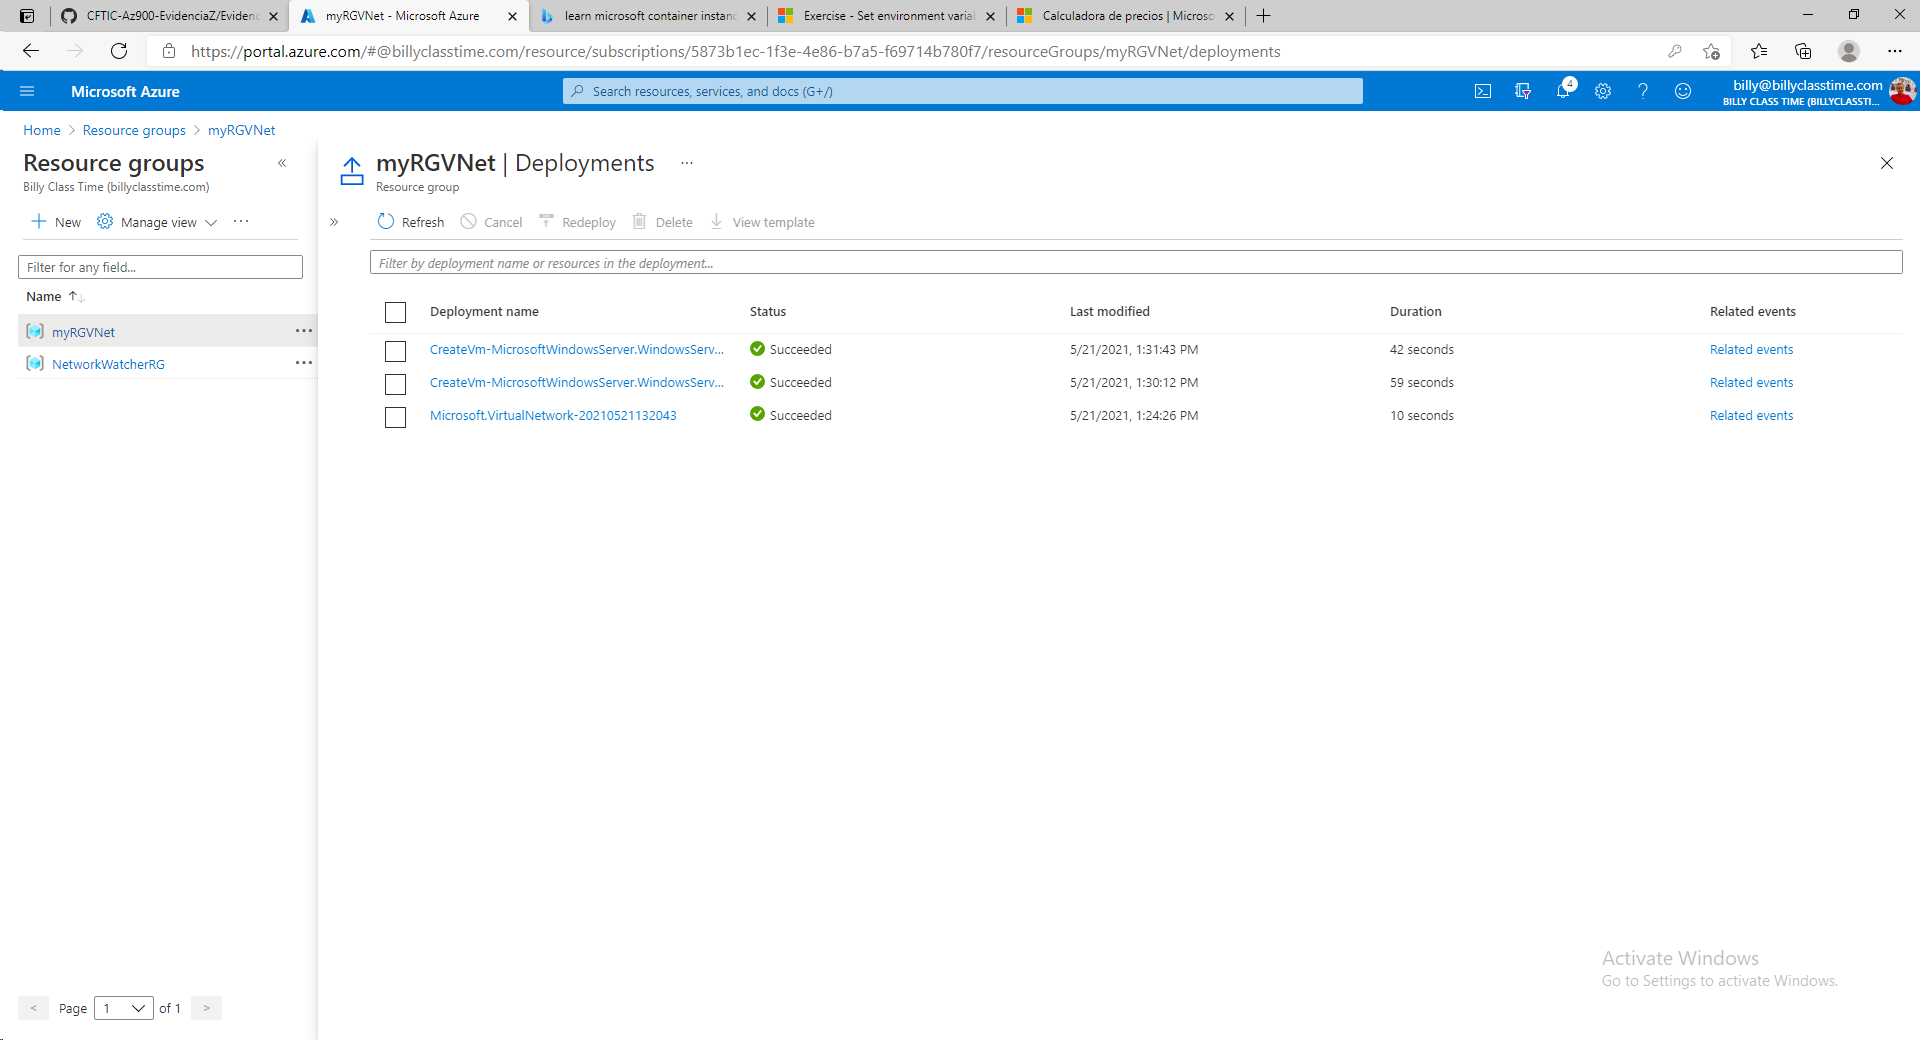 CFTIC-Az900-EvidenciaZ/Evidenc
myRGVNet - Microsoft Azure
learn microsoft container instanc
Exercise - Set environment varia
Calculadora de precios | Microso
https://portal.azure.com/#@billyclasstime.com/resource/subscriptions/5873b1ec-1f3e-4e86-b7a5-f69714b780f7/resourceGroups/myRGVNet/deployments
Microsoft Azure
Search resources, services, and docs (G+/)
4
billy@billyclasstime.com
BILLY CLASS TIME (BILLYCLASSTI...
Home > Resource groups > myRGVNet
Resource groups
Billy Class Time (billyclasstime.com)
New
Manage view
Filter for any field...
Name
myRGVNet
NetworkWatcherRG
< Page 1 of 1 >
myRGVNet | Deployments
Resource group
Refresh Cancel Redeploy Delete View template
Filter by deployment name or resources in the deployment...
Deployment name Status Last modified Duration Related events
CreateVm-MicrosoftWindowsServer.WindowsServ... Succeeded 5/21/2021, 1:31:43 PM 42 seconds Related events
CreateVm-MicrosoftWindowsServer.WindowsServ... Succeeded 5/21/2021, 1:30:12 PM 59 seconds Related events
Microsoft.VirtualNetwork-20210521132043 Succeeded 5/21/2021, 1:24:26 PM 10 seconds Related events
Activate Windows
Go to Settings to activate Windows.